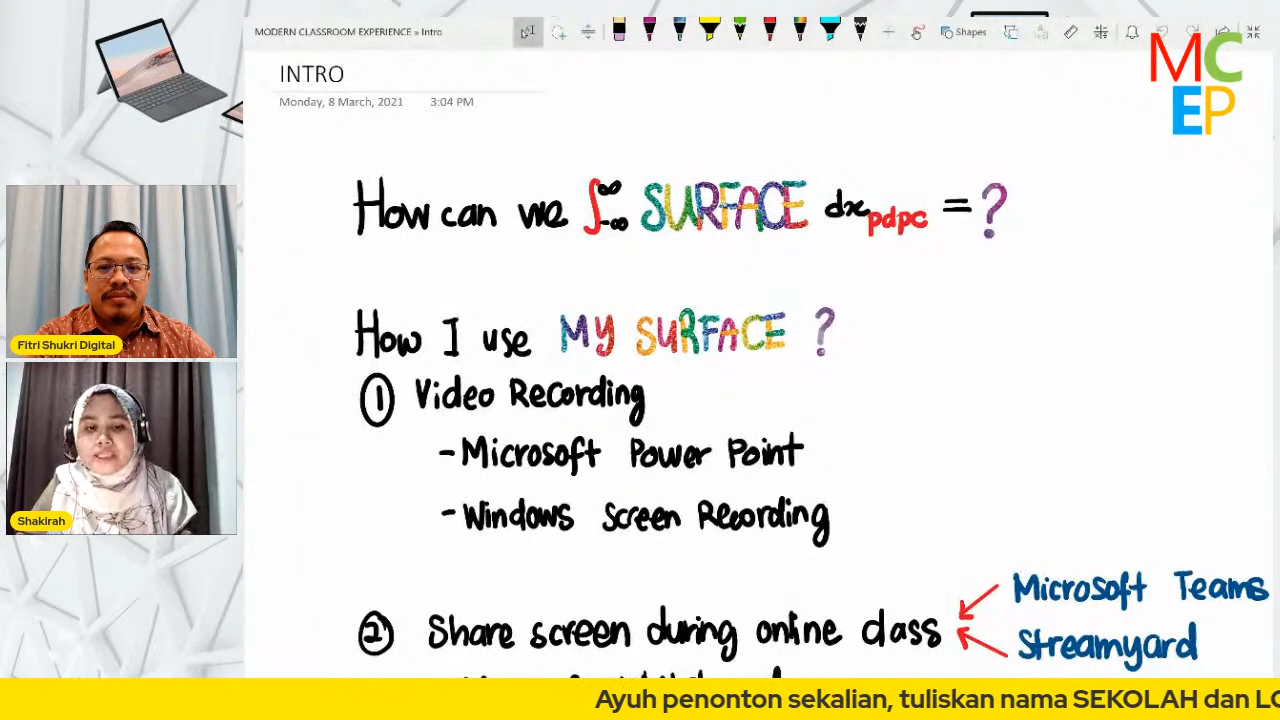 MODERN CLASSROOM EXPERIENCE » Intro
Shapes
MC
EP
INTRO
Monday, 8 March, 2021 3:04 PM
How can we ∫-∞ ∞ SURFACE dx pdpc = ?
How I use MY SURFACE ?
① Video Recording
- Microsoft Power Point
- Windows Screen Recording
② Share screen during online class
Microsoft Teams
Streamyard
Fitri Shukri Digital
Shakirah
Ayuh penonton sekalian, tuliskan nama SEKOLAH dan LO